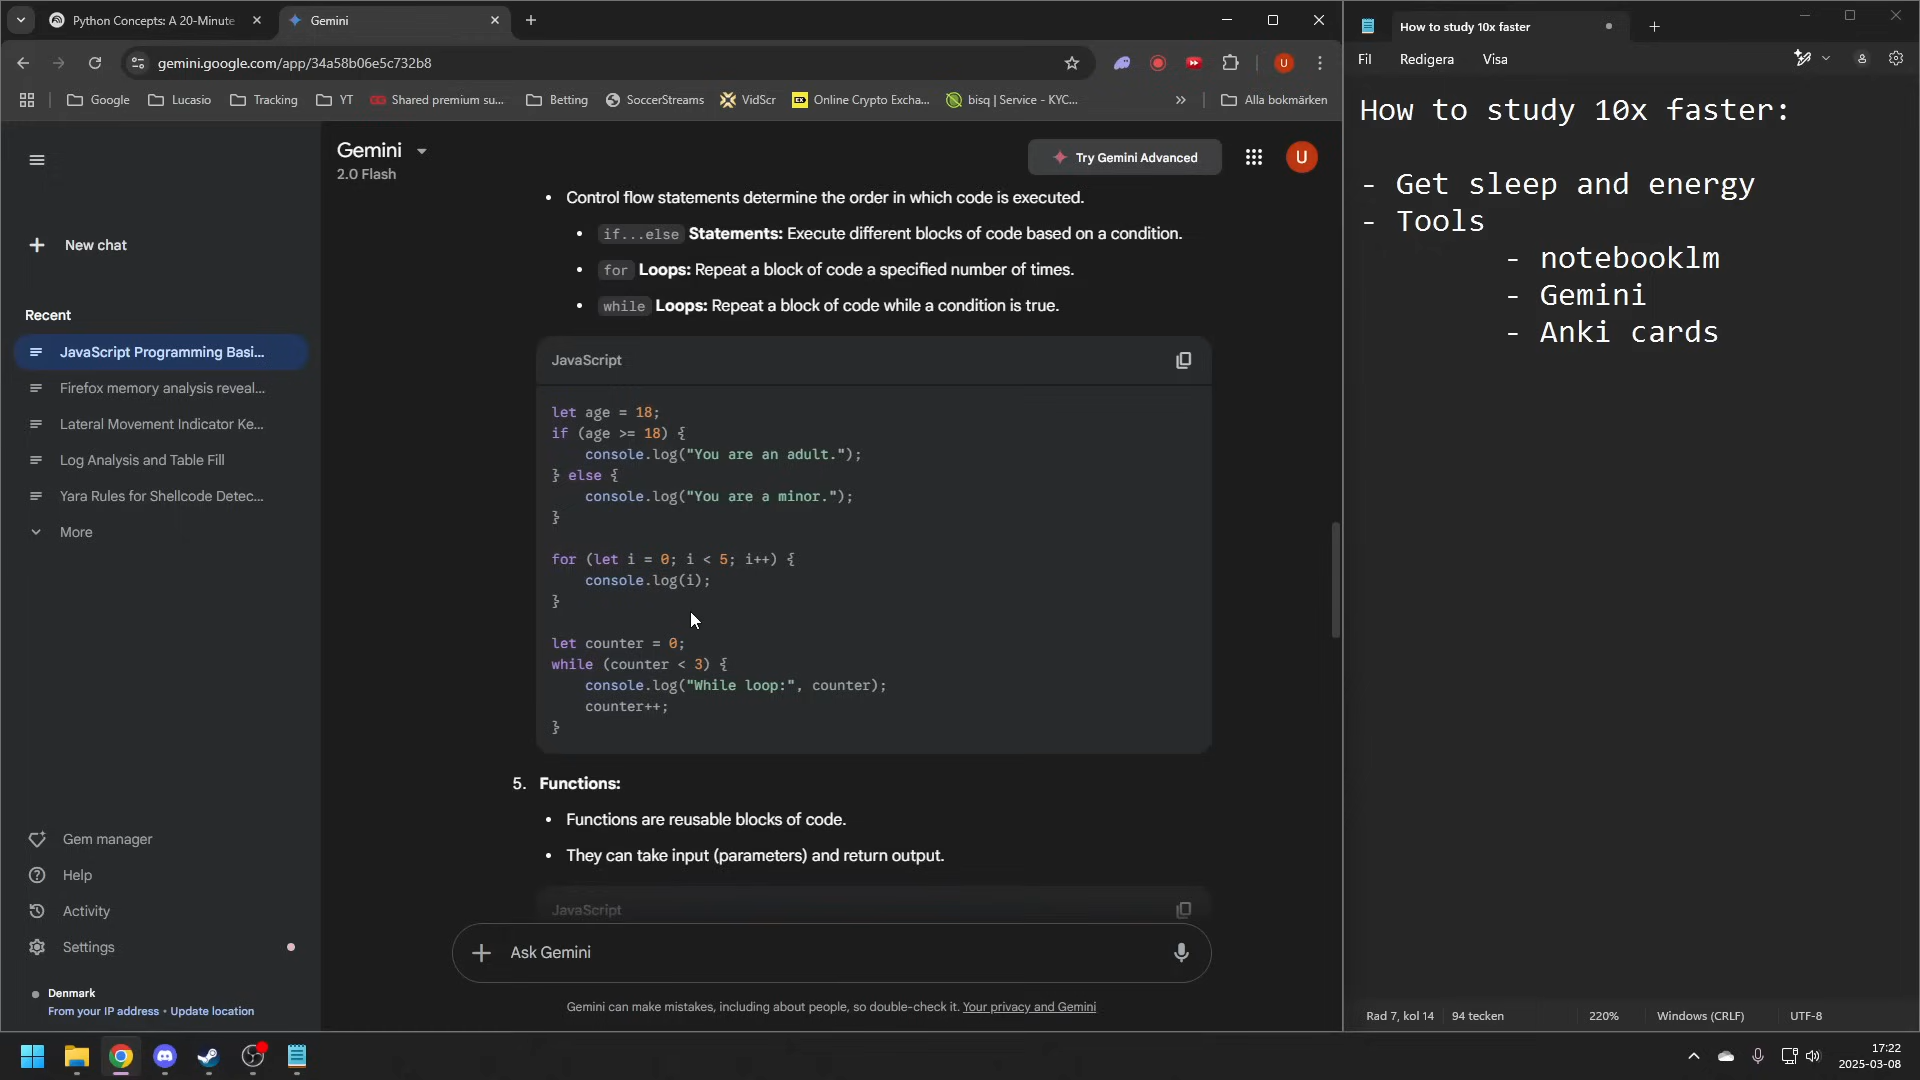 Python Concepts: A 20-Minute
Gemini
gemini.google.com/app/34a58b06e5c732b8
U
Google
Lucasio
Tracking
YT
Shared premium su...
Betting
SoccerStreams
VidScr
Online Crypto Excha...
bisq | Service - KYC...
»
Alla bokmärken
Gemini
2.0 Flash
Try Gemini Advanced
U
New chat
Recent
JavaScript Programming Basi...
Firefox memory analysis reveal...
Lateral Movement Indicator Ke...
Log Analysis and Table Fill
Yara Rules for Shellcode Detec...
More
Gem manager
Help
Activity
Settings
Denmark
From your IP address • Update location
• Control flow statements determine the order in which code is executed.
• if...else Statements: Execute different blocks of code based on a condition.
• for Loops: Repeat a block of code a specified number of times.
• while Loops: Repeat a block of code while a condition is true.
JavaScript
let age = 18;
if (age >= 18) {
    console.log("You are an adult.");
} else {
    console.log("You are a minor.");
}
for (let i = 0; i < 5; i++) {
    console.log(i);
}
let counter = 0;
while (counter < 3) {
    console.log("While loop:", counter);
    counter++;
}
5. Functions:
• Functions are reusable blocks of code.
• They can take input (parameters) and return output.
JavaScript
Ask Gemini
Gemini can make mistakes, including about people, so double-check it. Your privacy and Gemini
How to study 10x faster
Fil Redigera Visa
How to study 10x faster:
- Get sleep and energy
- Tools
- notebooklm
- Gemini
- Anki cards
Rad 7, kol 14
94 tecken
220%
Windows (CRLF)
UTF-8
17:22
2025-03-08